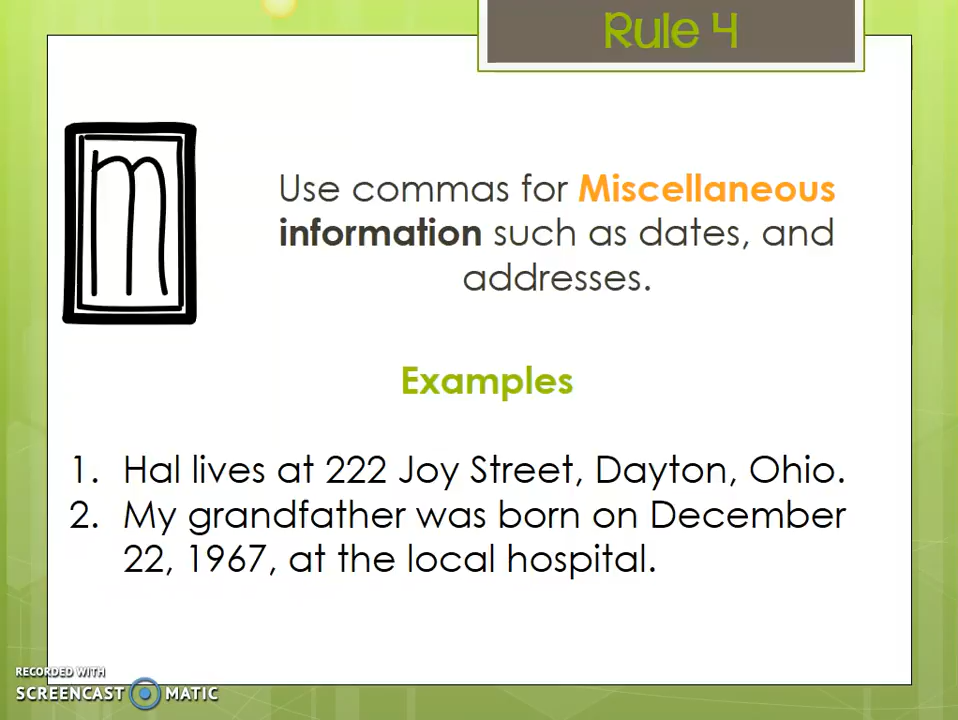 Rule 4
m
Use commas for Miscellaneous
information such as dates, and
addresses.
Examples
1. Hal lives at 222 Joy Street, Dayton, Ohio.
2. My grandfather was born on December
22, 1967, at the local hospital.
RECORDED WITH
SCREENCAST MATIC